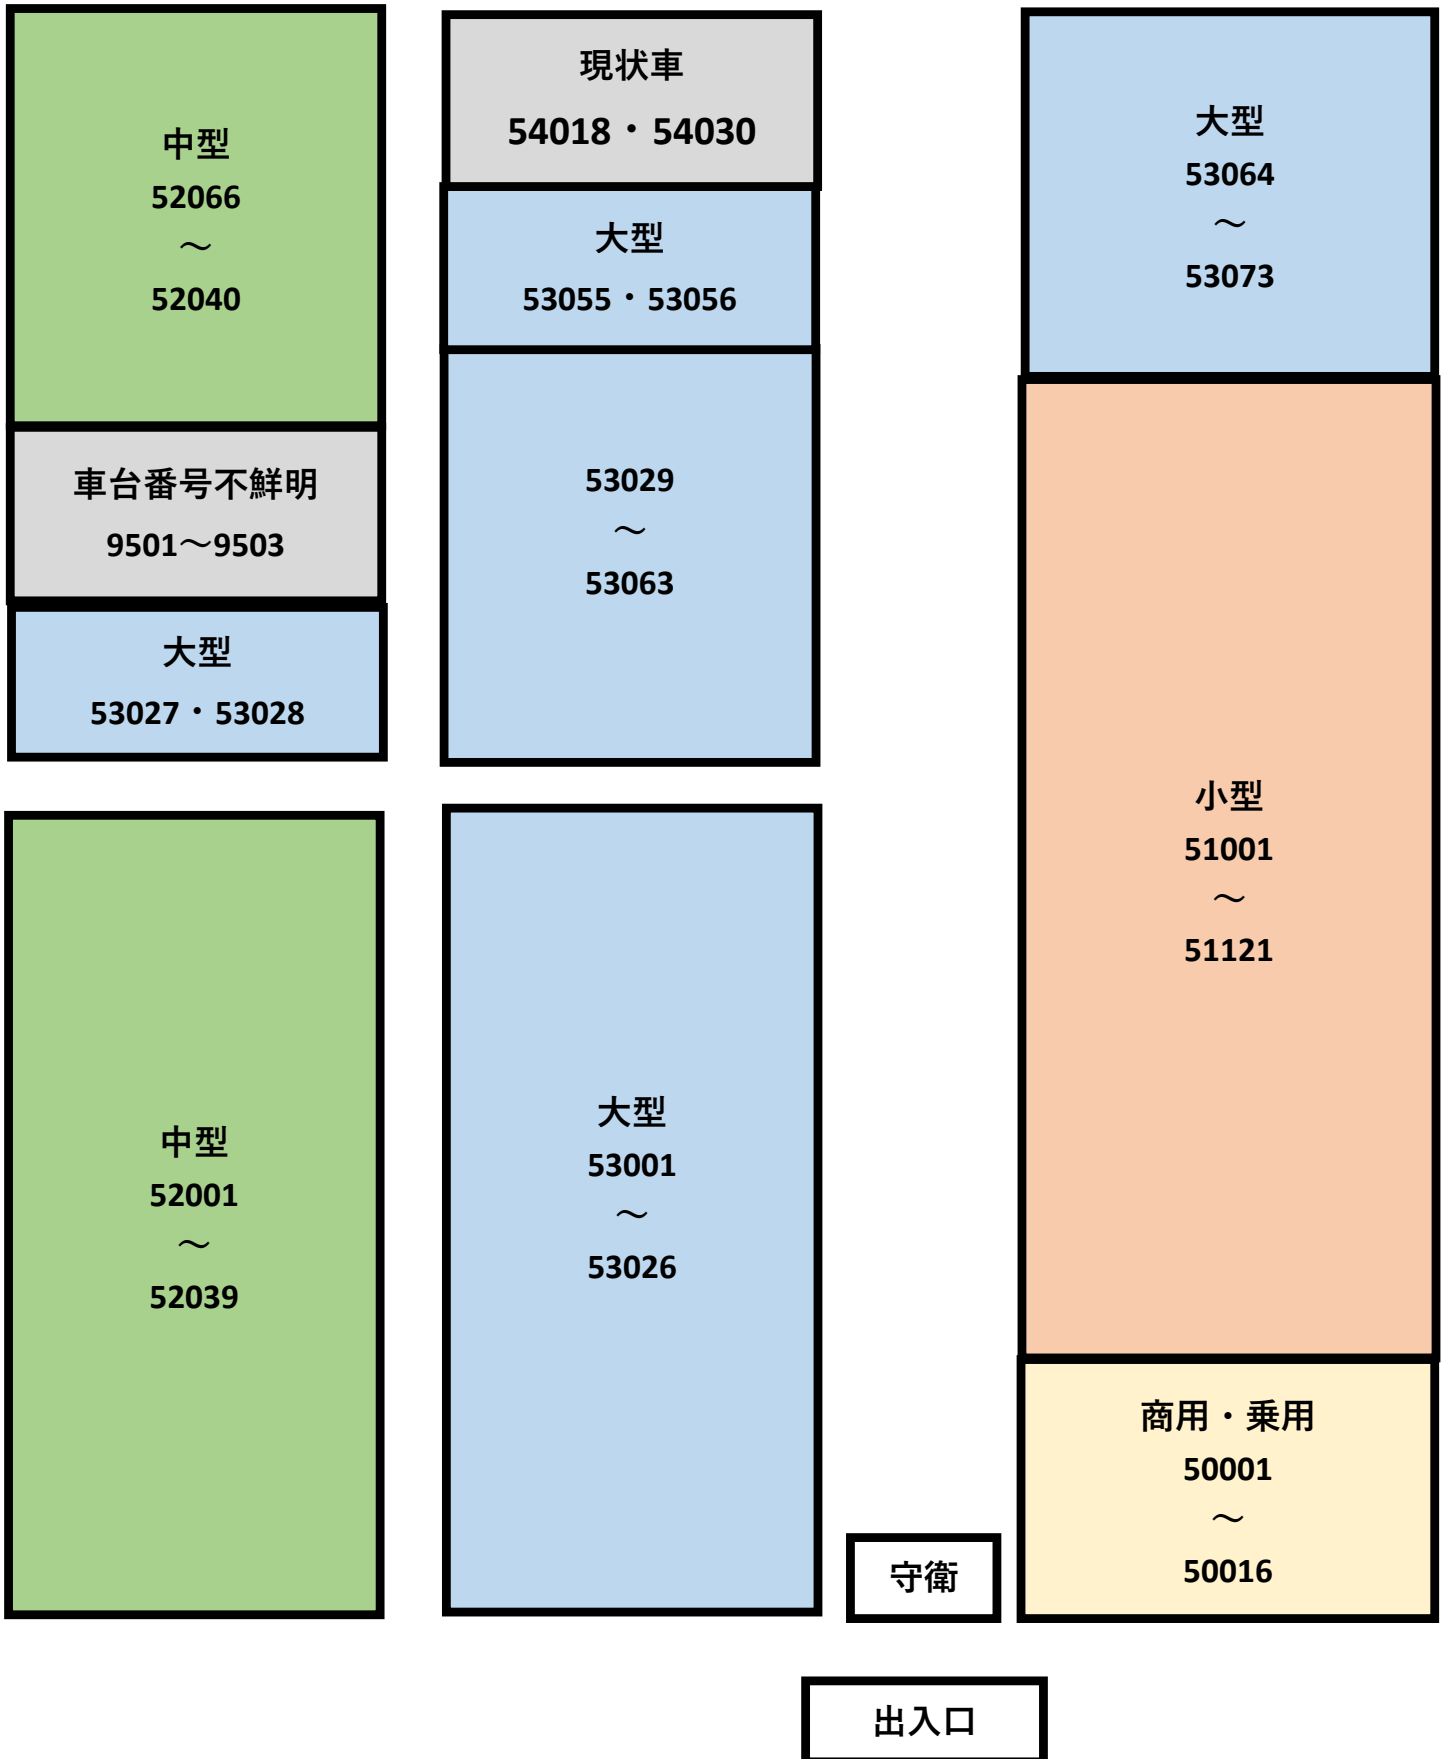 中型
52066
～
52040
車台番号不鮮明
9501～9503
大型
53027・53028
中型
52001
～
52039
現状車
54018・54030
大型
53055・53056
53029
～
53063
大型
53001
～
53026
大型
53064
～
53073
小型
51001
～
51121
商用・乗用
50001
～
50016
守衛
出入口